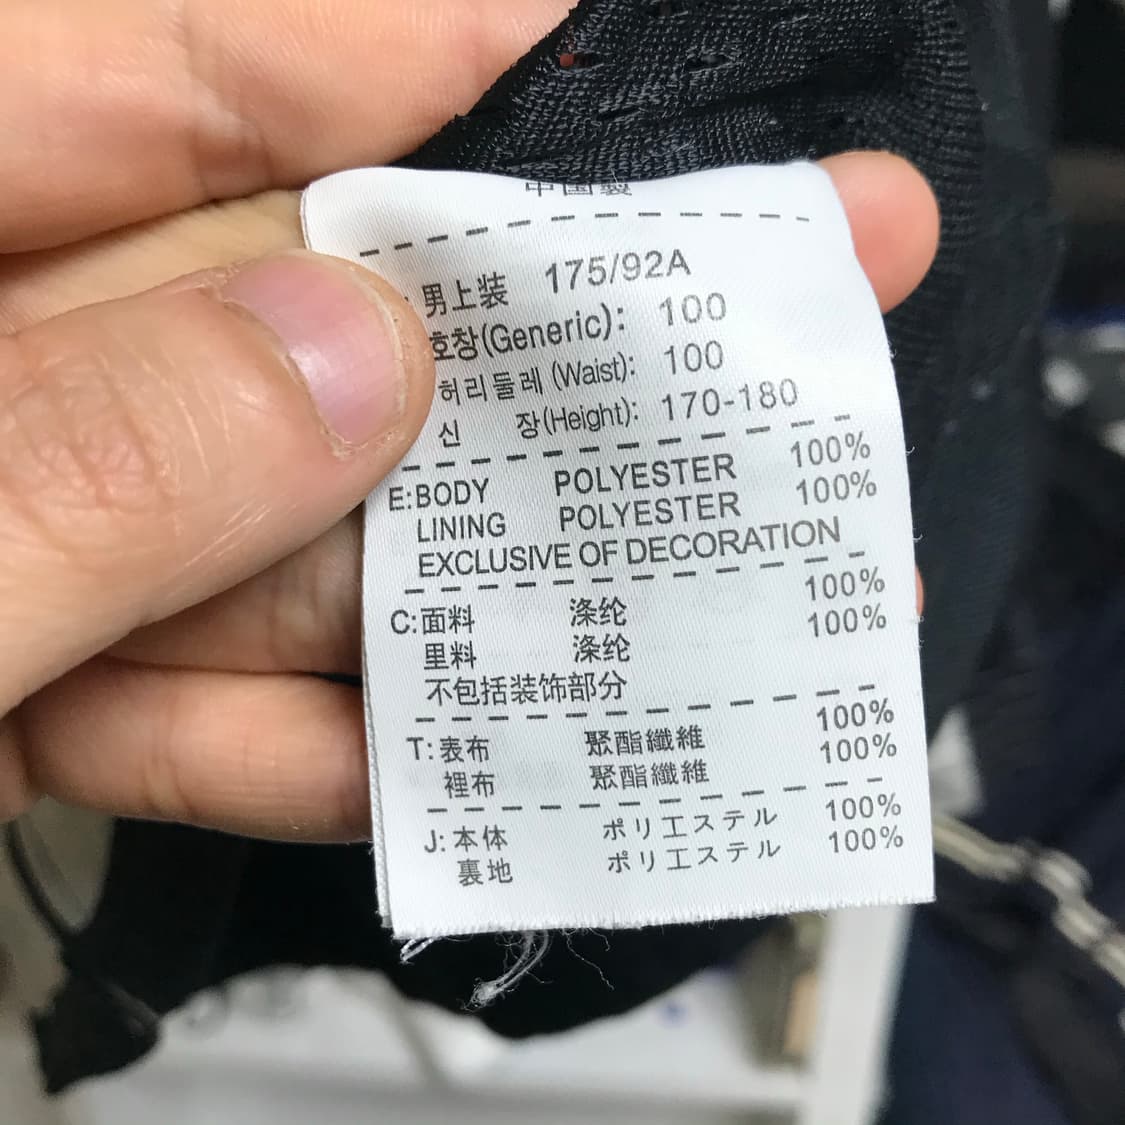 中国製
男上装 175/92A
호창(Generic): 100
허리둘레 (Waist): 100
신 장(Height): 170-180
E:BODY POLYESTER 100%
LINING POLYESTER 100%
EXCLUSIVE OF DECORATION
C:面料 涤纶 100%
里料 涤纶 100%
不包括装饰部分
T:表布 聚酯纖維 100%
裡布 聚酯纖維 100%
J:本体 ポリエステル 100%
裏地 ポリエステル 100%